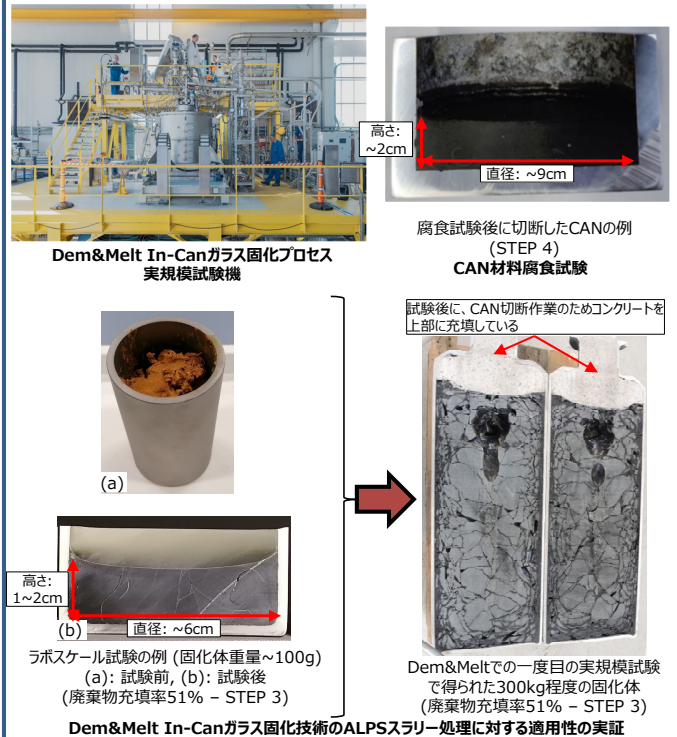 Dem&Melt In-Canガラス固化プロセス
実規模試験機
高さ:
~2cm
直径: ~9cm
腐食試験後に切断したCANの例
(STEP 4)
CAN材料腐食試験
(a)
高さ:
1~2cm
(b)
直径: ~6cm
ラボスケール試験の例 (固化体重量~100g)
(a): 試験前, (b): 試験後
(廃棄物充填率51% – STEP 3)
試験後に、CAN切断作業のためコンクリートを
上部に充填している
Dem&Meltでの一度目の実規模試験
で得られた300kg程度の固化体
(廃棄物充填率51% – STEP 3)
Dem&Melt In-Canガラス固化技術のALPSスラリー処理に対する適用性の実証